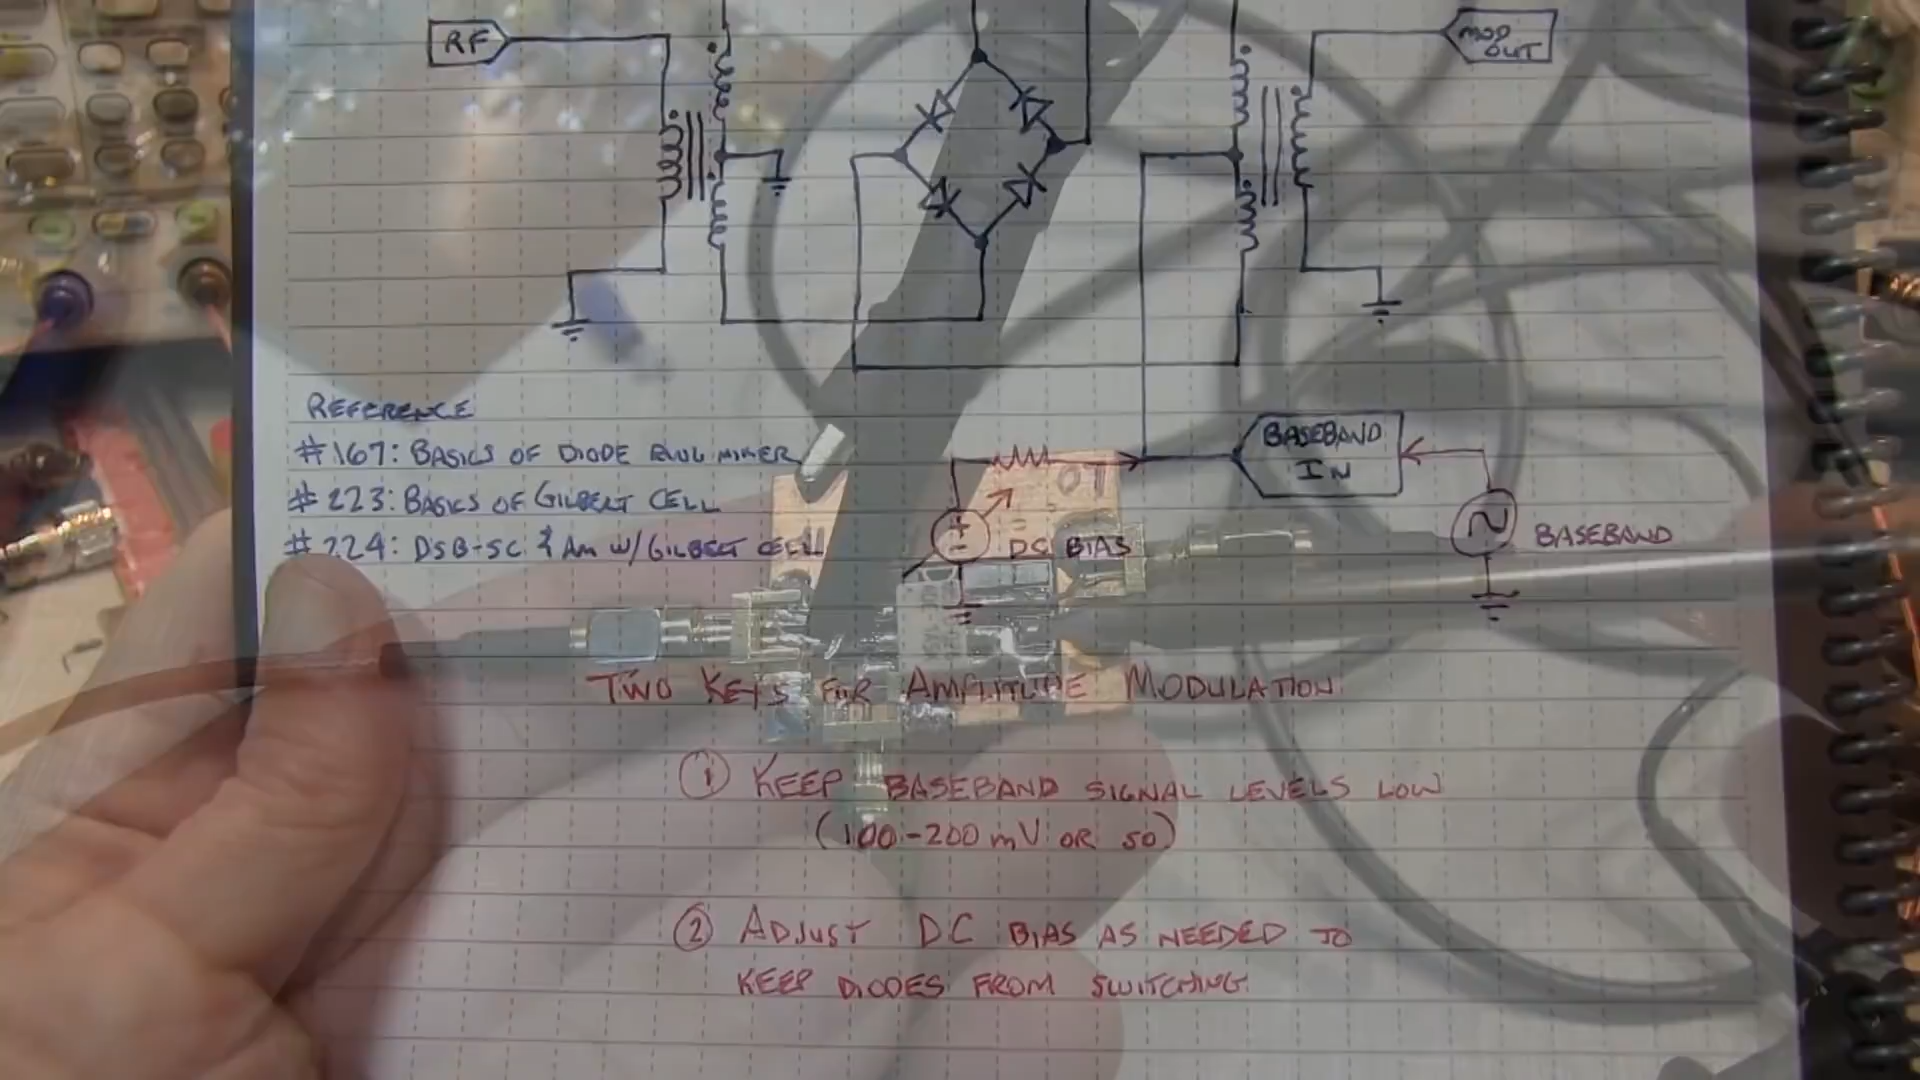 RF
MOD
OUT
REFERENCE
#167: BASICS OF DIODE RING MIXER
#223: BASICS OF GILBERT CELL
#224: DSB-SC & AM W/GILBERT CELL
BASEBAND
IN
+
-
DC BIAS
BASEBAND
TWO KEYS FOR AMPLITUDE MODULATION
① KEEP BASEBAND SIGNAL LEVELS LOW
(100-200 mV OR SO)
② ADJUST DC BIAS AS NEEDED TO
KEEP DIODES FROM SWITCHING